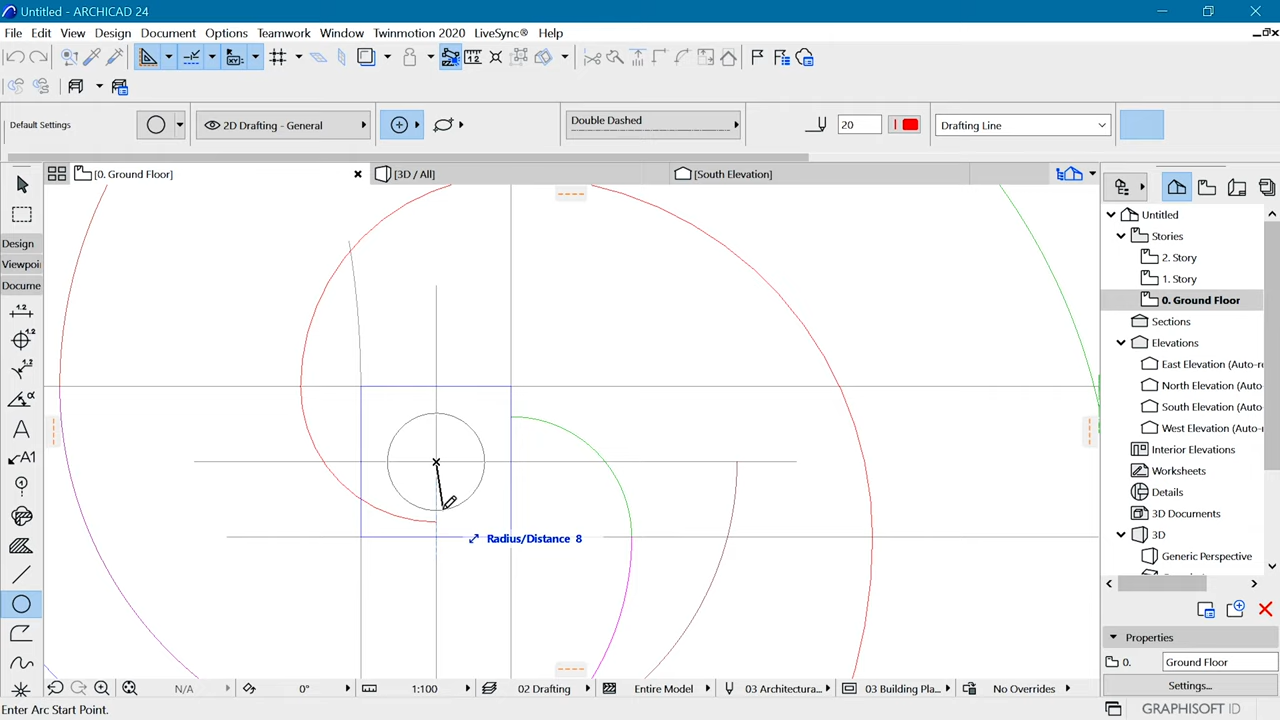 Untitled - ARCHICAD 24
File Edit View Design Document Options Teamwork Window Twinmotion 2020 LiveSync® Help
Default Settings
2D Drafting - General
Double Dashed
20
Drafting Line
[0. Ground Floor]
[3D / All]
[South Elevation]
Design
Viewpoi
Docume
Radius/Distance 8
Untitled
Stories
2. Story
1. Story
0. Ground Floor
Sections
Elevations
East Elevation (Auto-re
North Elevation (Auto
South Elevation (Auto
West Elevation (Auto-r
Interior Elevations
Worksheets
Details
3D Documents
3D
Generic Perspective
Properties
0.
Ground Floor
Settings...
N/A
0°
1:100
02 Drafting
Entire Model
03 Architectura...
03 Building Pla...
No Overrides
Enter Arc Start Point.
GRAPHISOFT ID